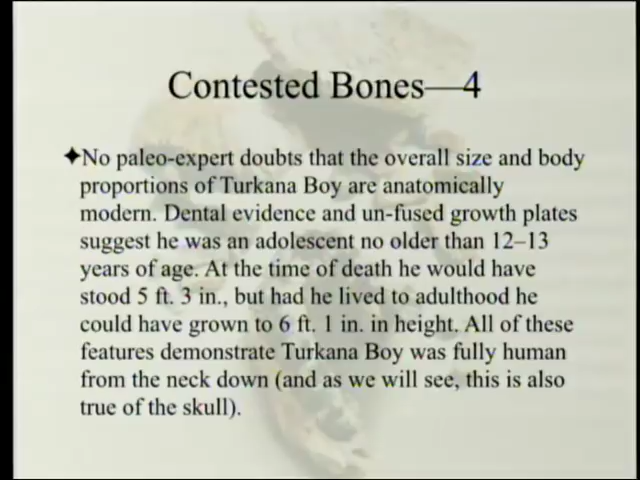 Contested Bones—4
✦No paleo-expert doubts that the overall size and body
proportions of Turkana Boy are anatomically
modern. Dental evidence and un-fused growth plates
suggest he was an adolescent no older than 12–13
years of age. At the time of death he would have
stood 5 ft. 3 in., but had he lived to adulthood he
could have grown to 6 ft. 1 in. in height. All of these
features demonstrate Turkana Boy was fully human
from the neck down (and as we will see, this is also
true of the skull).